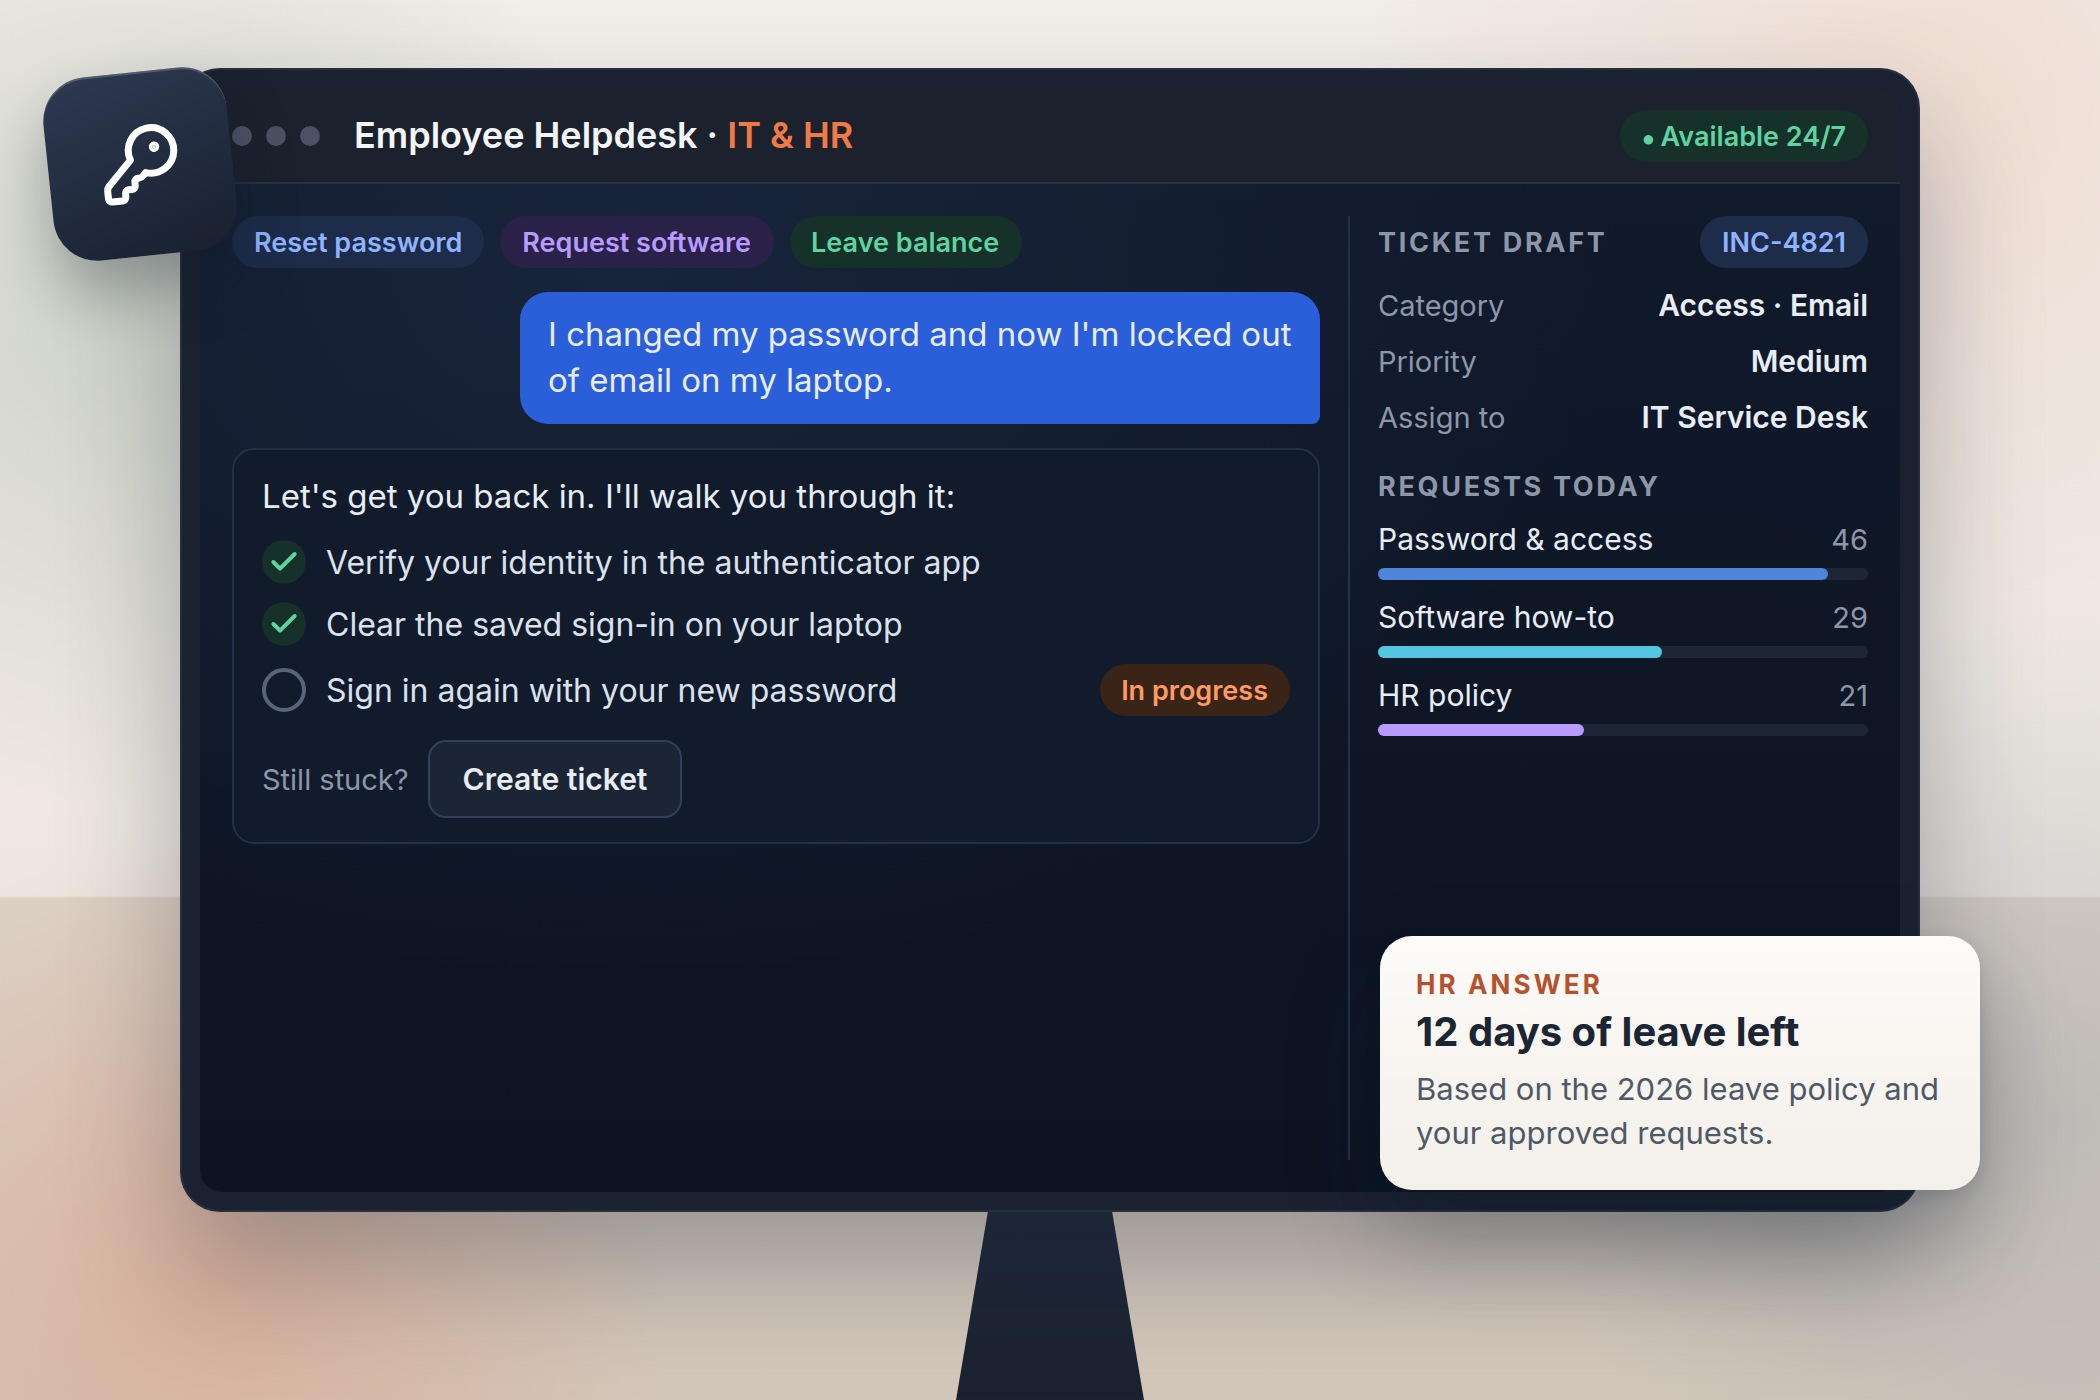 Employee Helpdesk · IT & HR
● Available 24/7
Reset password
Request software
Leave balance
I changed my password and now I'm locked out
of email on my laptop.
Let's get you back in. I'll walk you through it:
Verify your identity in the authenticator app
Clear the saved sign-in on your laptop
Sign in again with your new password
In progress
Still stuck?
Create ticket
TICKET DRAFT
INC-4821
Category
Access · Email
Priority
Medium
Assign to
IT Service Desk
REQUESTS TODAY
Password & access
46
Software how-to
29
HR policy
21
HR ANSWER
12 days of leave left
Based on the 2026 leave policy and
your approved requests.